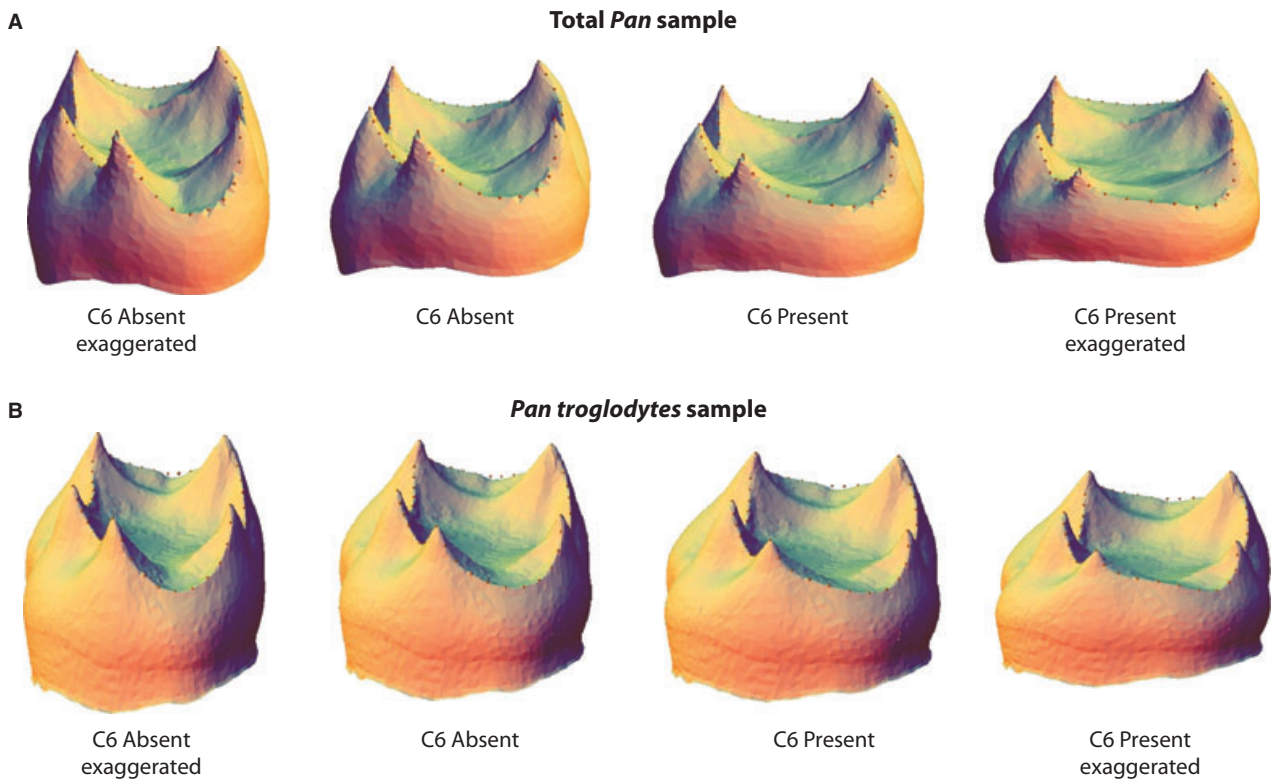 A
Total Pan sample
C6 Absent
exaggerated
C6 Absent
C6 Present
C6 Present
exaggerated
B
Pan troglodytes sample
C6 Absent
exaggerated
C6 Absent
C6 Present
C6 Present
exaggerated